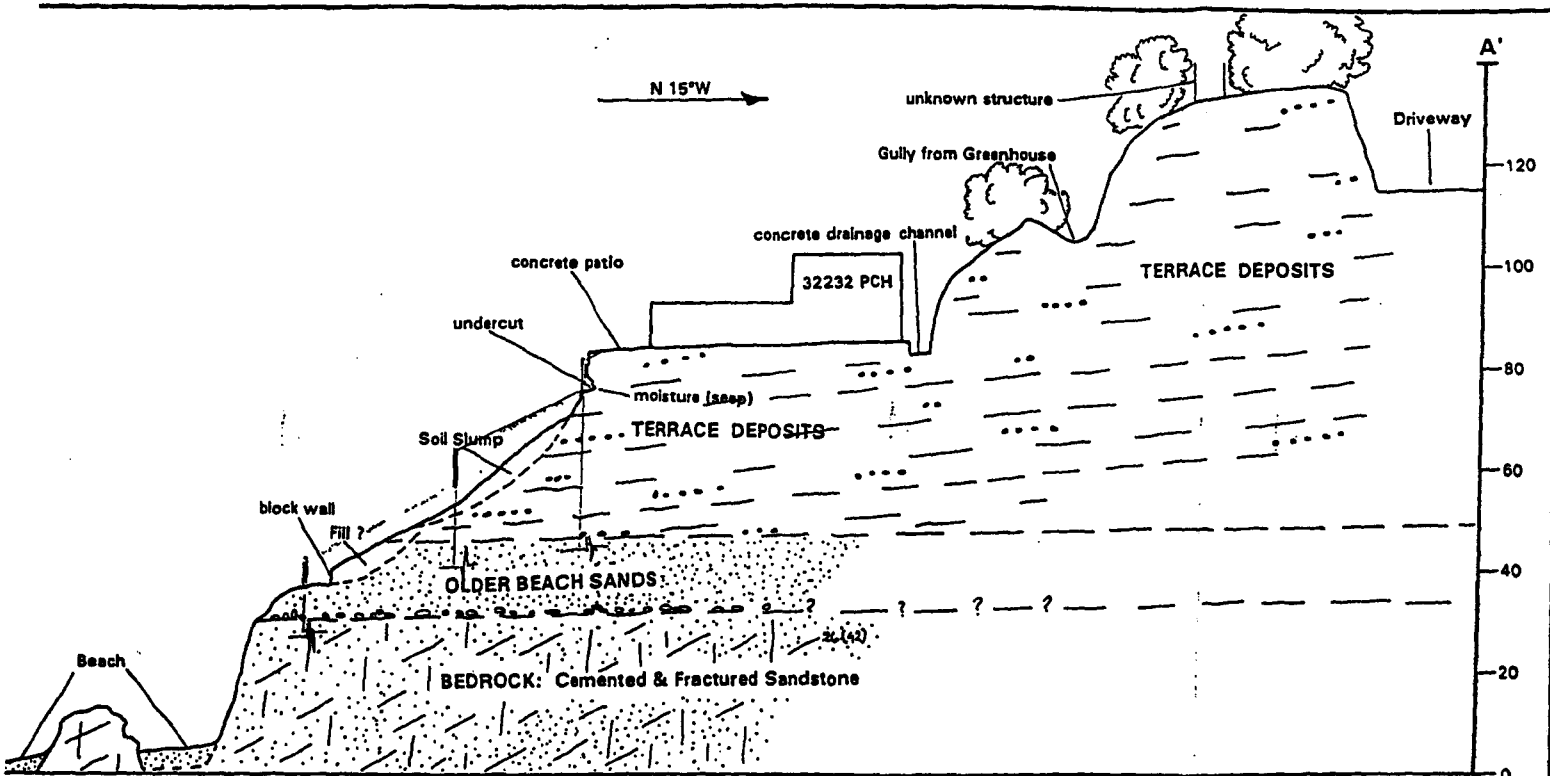 A'
N 15°W
unknown structure
Driveway
Gully from Greenhouse
120
concrete drainage channel
concrete patio
32232 PCH
TERRACE DEPOSITS
100
undercut
80
moisture (seep)
TERRACE DEPOSITS
Soil Slump
60
block wall
Fill ?
OLDER BEACH SANDS
40
? ? ? ?
26(42)
Beach
BEDROCK: Cemented & Fractured Sandstone
20
0